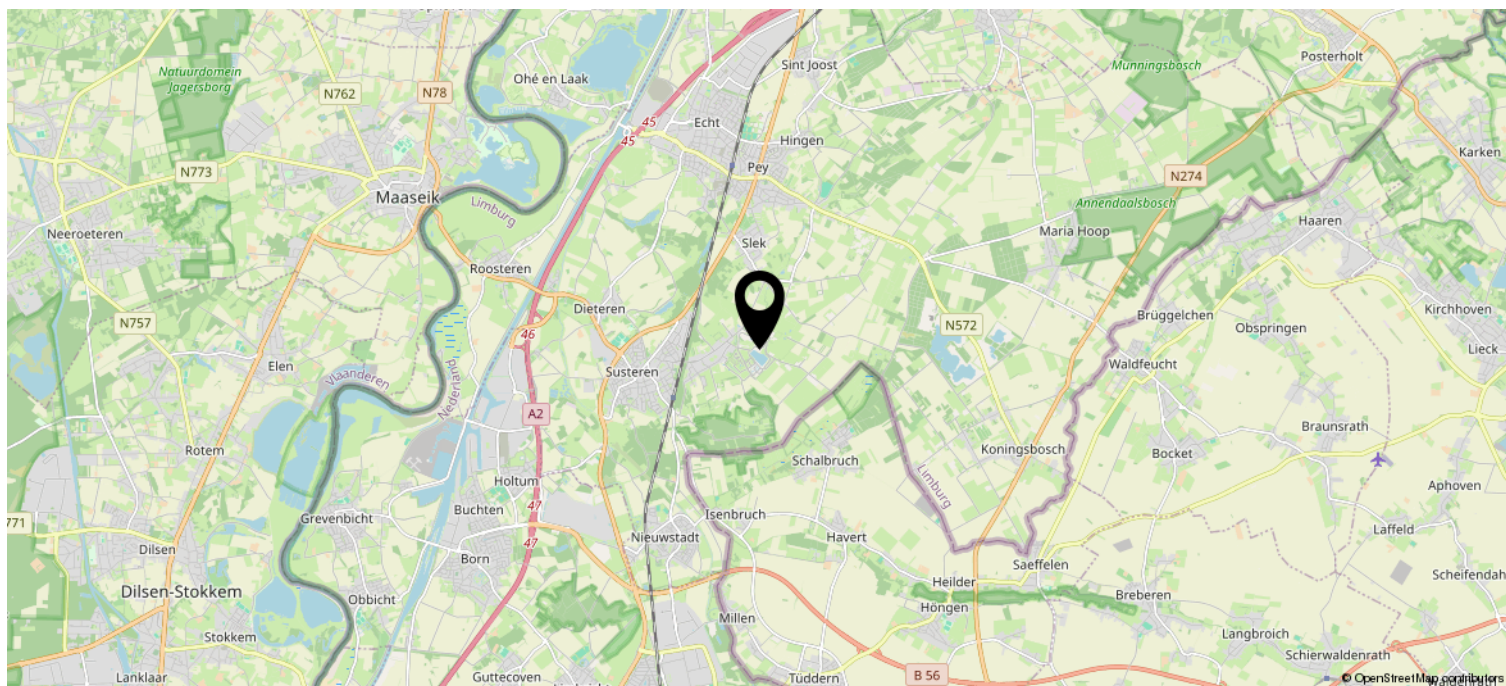 Ophoven
Natuurdomein
Jagersborg
N762
N78
Ohé en Laak
Sint Joost
Munningsbosch
Posterholt
45
45
Echt
Hingen
Pey
N773
Maaseik
Limburg
N274
Karken
Annendaalsbosch
Maria Hoop
Haaren
Neeroeteren
Slek
Roosteren
Dieteren
N757
46
N572
Brüggelchen
Obspringen
Kirchhoven
Lieck
Waldfeucht
Elen
Vlaanderen
Nederland
Susteren
A2
Rotem
Braunsrath
Koningsbosch
Bocket
Schalbruch
Limburg
Holtum
Aphoven
47
Buchten
Grevenbicht
Isenbruch
771
Laffeld
Nieuwstadt
Havert
47
Dilsen
Born
Saeffelen
Scheifendah
Dilsen-Stokkem
Obbicht
Heilder
Höngen
Breberen
Millen
Stokkem
Langbroich
Schierwaldenrath
Lanklaar
Guttecoven
Tüddern
B 56
© OpenStreetMap contributors